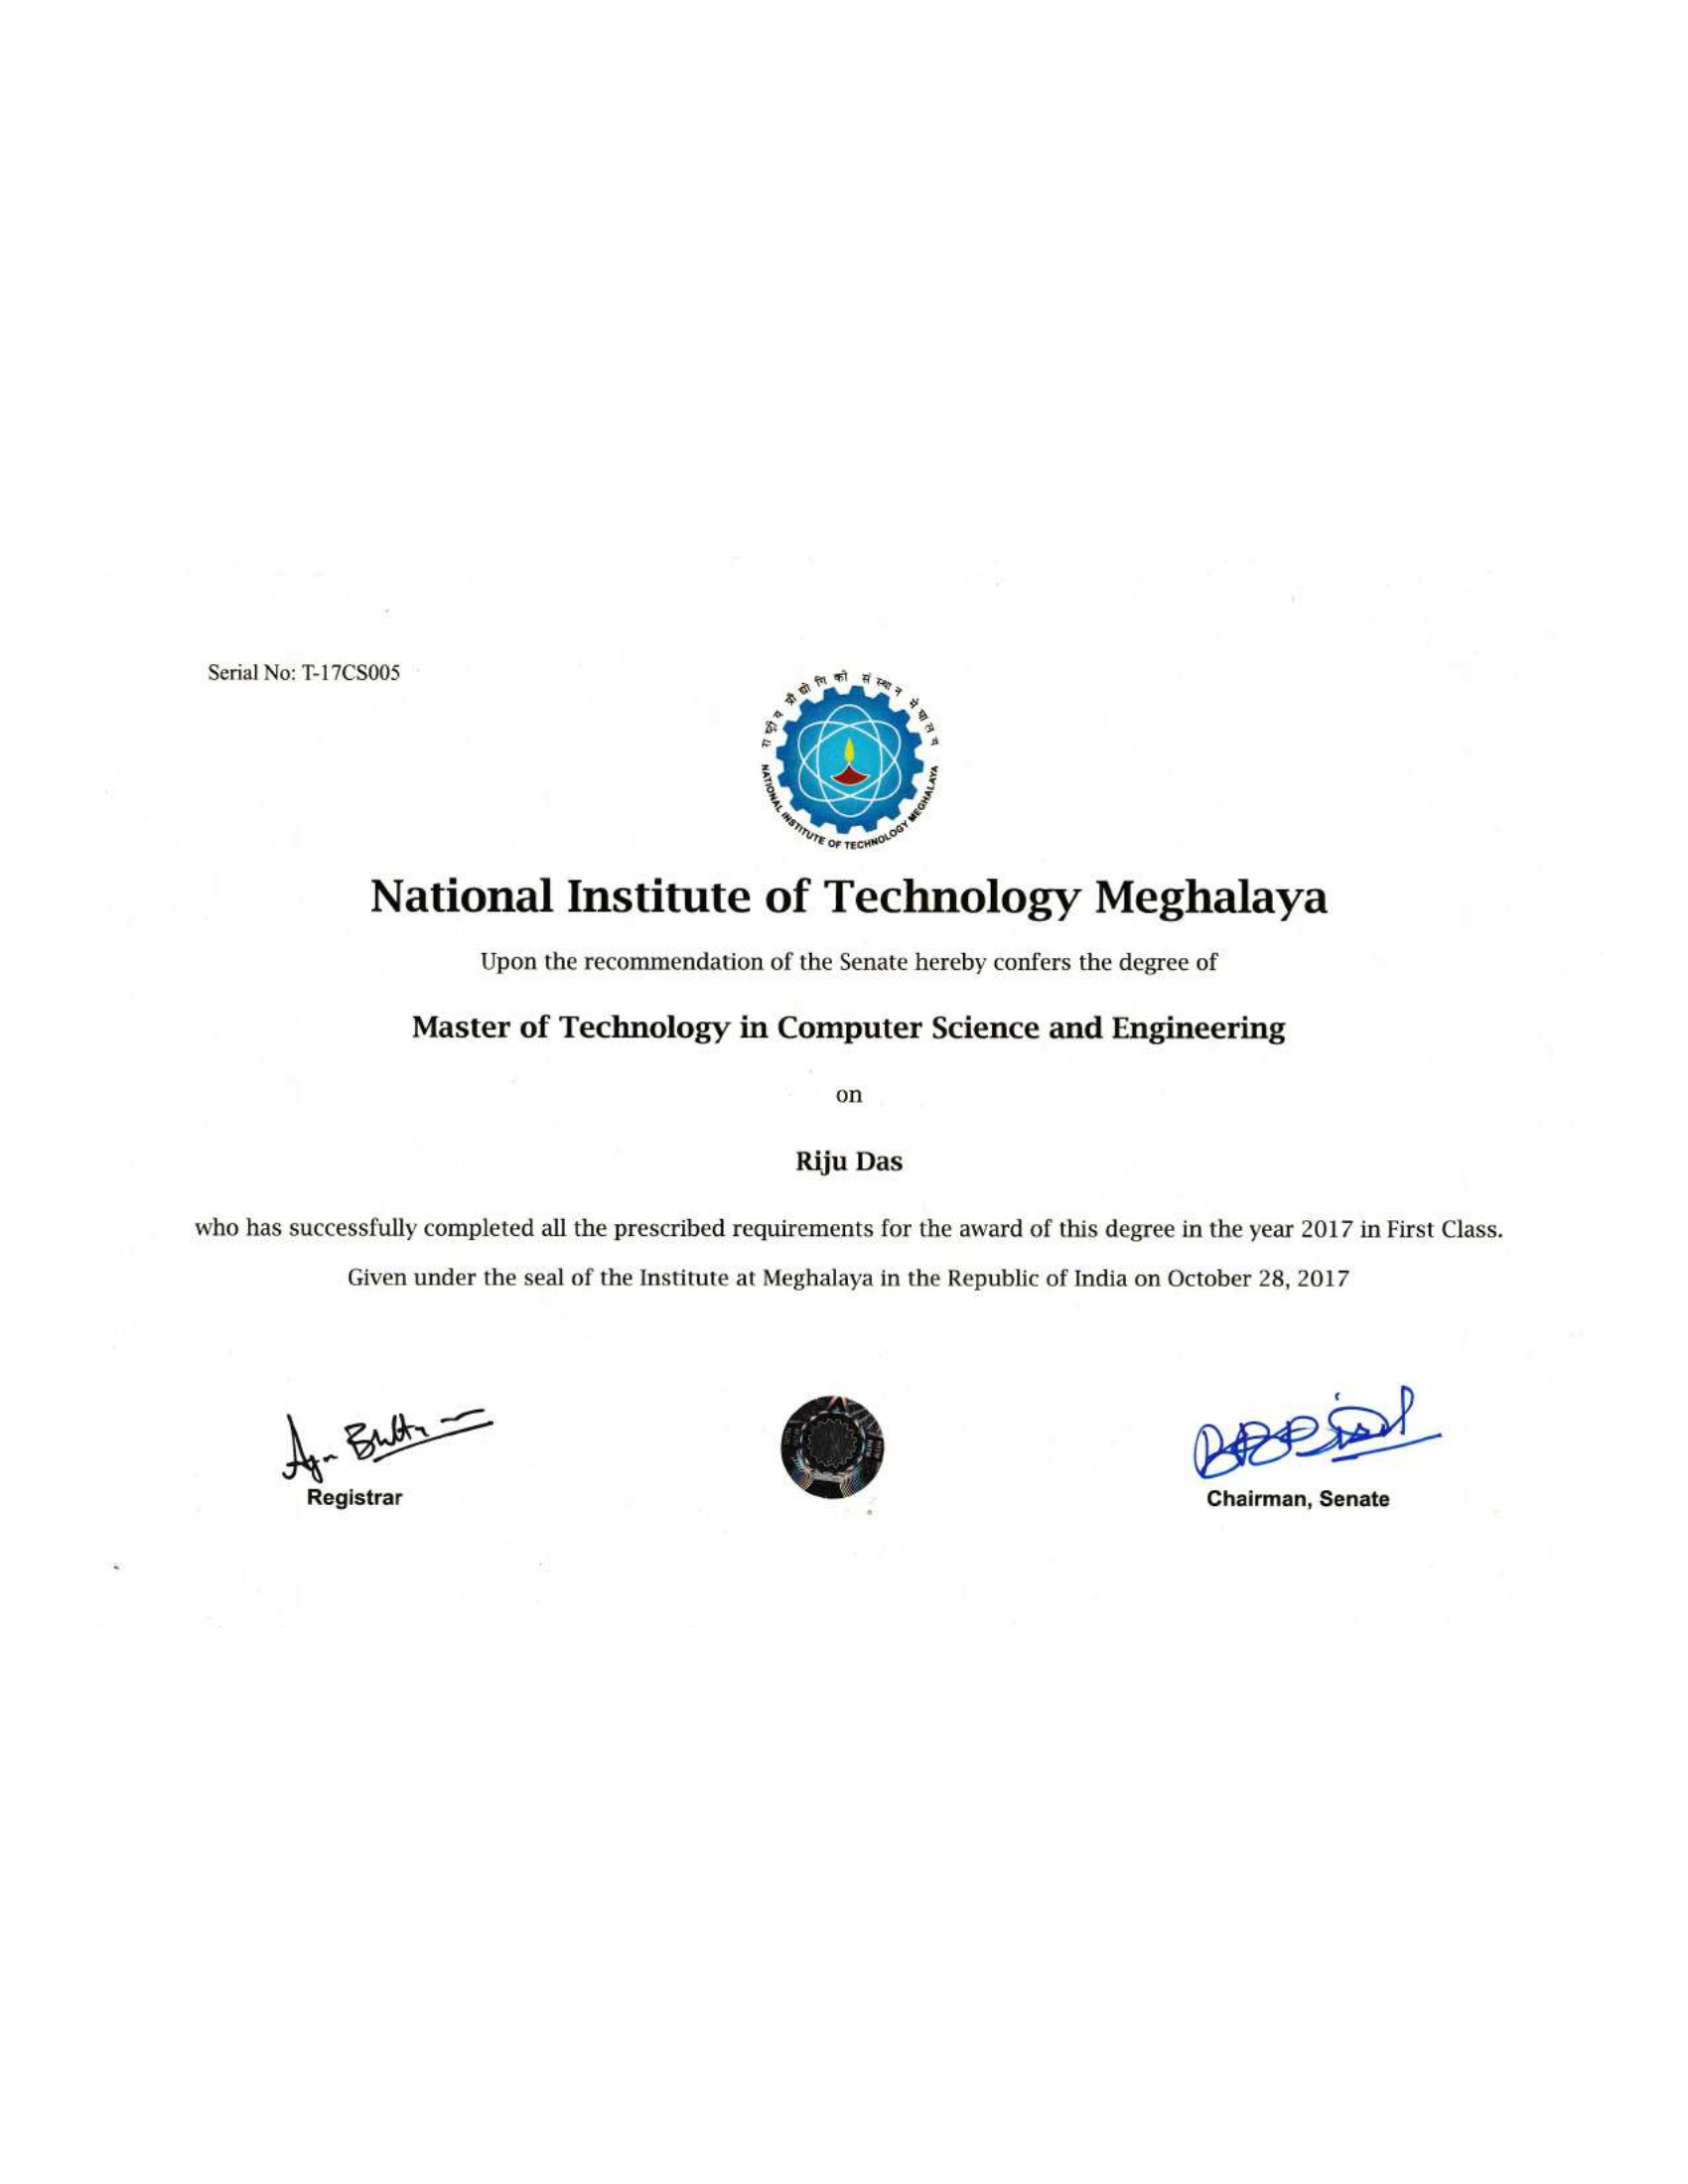 Serial No: T-17CS005
राष्ट्रीय प्रौद्योगिकी संस्थान मेघालय
NATIONAL INSTITUTE OF TECHNOLOGY MEGHALAYA
National Institute of Technology Meghalaya
Upon the recommendation of the Senate hereby confers the degree of
Master of Technology in Computer Science and Engineering
on
Riju Das
who has successfully completed all the prescribed requirements for the award of this degree in the year 2017 in First Class.
Given under the seal of the Institute at Meghalaya in the Republic of India on October 28, 2017
Registrar
Chairman, Senate